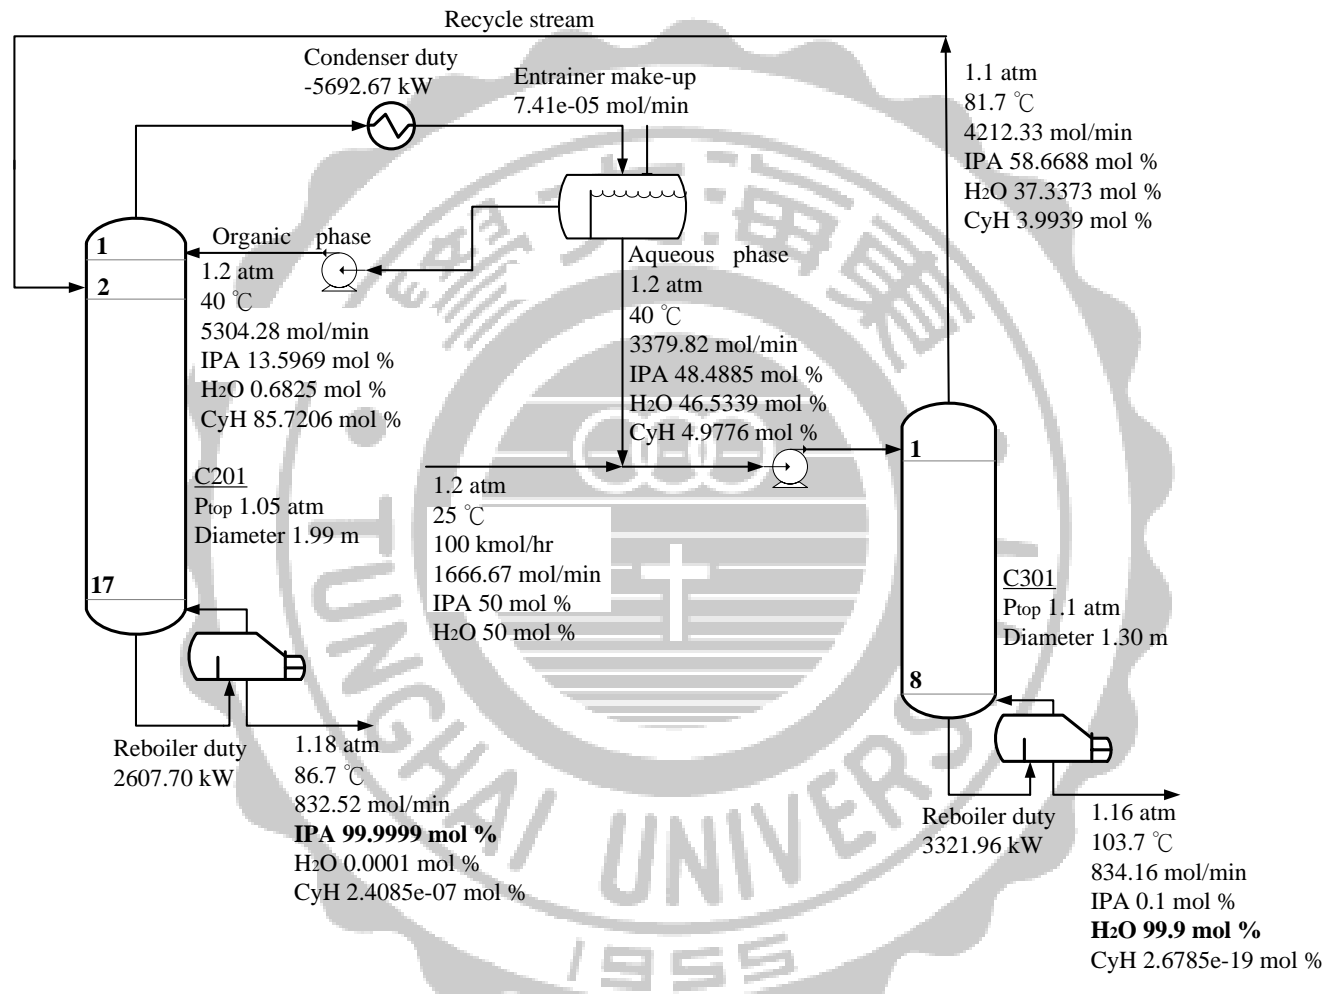 Recycle stream
Condenser duty
-5692.67 kW
Entrainer make-up
7.41e-05 mol/min
1.1 atm
81.7 ℃
4212.33 mol/min
IPA 58.6688 mol %
H2O 37.3373 mol %
CyH 3.9939 mol %
1
2
17
Organic phase
1.2 atm
40 ℃
5304.28 mol/min
IPA 13.5969 mol %
H2O 0.6825 mol %
CyH 85.7206 mol %
Aqueous phase
1.2 atm
40 ℃
3379.82 mol/min
IPA 48.4885 mol %
H2O 46.5339 mol %
CyH 4.9776 mol %
C201
Ptop 1.05 atm
Diameter 1.99 m
1.2 atm
25 ℃
100 kmol/hr
1666.67 mol/min
IPA 50 mol %
H2O 50 mol %
1
8
C301
Ptop 1.1 atm
Diameter 1.30 m
Reboiler duty
2607.70 kW
1.18 atm
86.7 ℃
832.52 mol/min
IPA 99.9999 mol %
H2O 0.0001 mol %
CyH 2.4085e-07 mol %
Reboiler duty
3321.96 kW
1.16 atm
103.7 ℃
834.16 mol/min
IPA 0.1 mol %
H2O 99.9 mol %
CyH 2.6785e-19 mol %
TUNGHAI UNIVERSI
1955